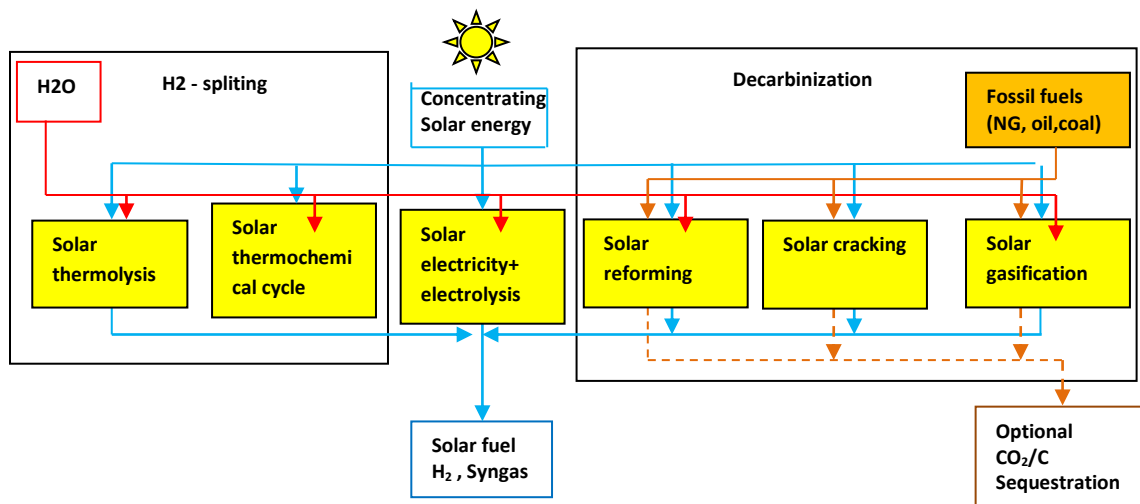 H2O
H2 - spliting
Concentrating
Solar energy
Decarbinization
Fossil fuels
(NG, oil,coal)
Solar
thermolysis
Solar
thermochemi
cal cycle
Solar
electricity+
electrolysis
Solar
reforming
Solar cracking
Solar
gasification
Solar fuel
H₂ , Syngas
Optional
CO₂/C
Sequestration